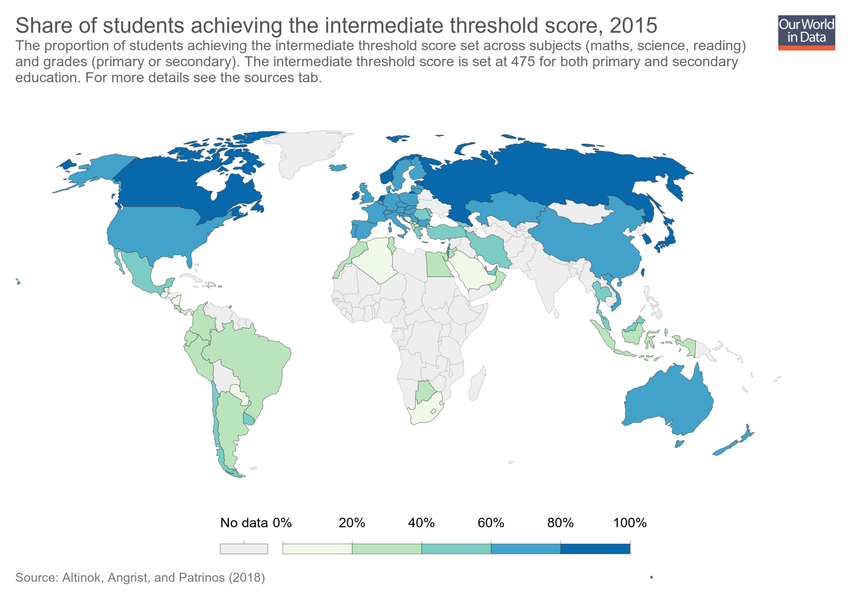 Share of students achieving the intermediate threshold score, 2015
Our World
in Data
The proportion of students achieving the intermediate threshold score set across subjects (maths, science, reading)
and grades (primary or secondary). The intermediate threshold score is set at 475 for both primary and secondary
education. For more details see the sources tab.
No data 0% 20% 40% 60% 80% 100%
Source: Altinok, Angrist, and Patrinos (2018)